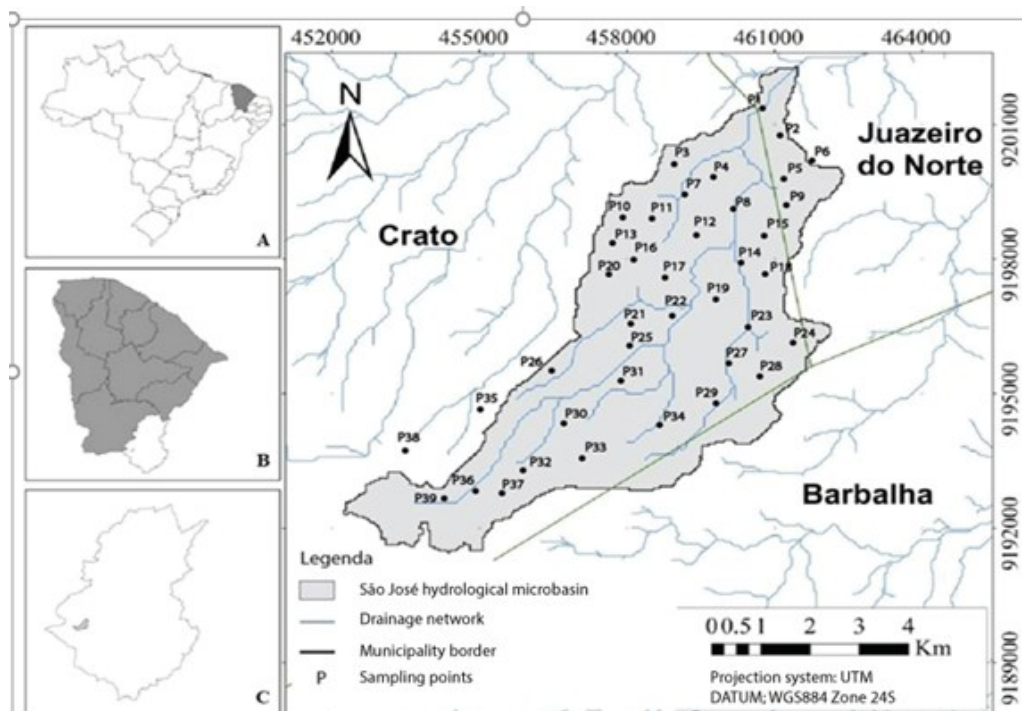 A
B
C
452000 455000 458000 461000 464000
9201000
9198000
9195000
9192000
9189000
N
Crato
Juazeiro
do Norte
Barbalha
P1
P2
P3
P6
P4
P5
P7
P8
P9
P10
P11
P12
P15
P13
P16
P14
P20
P17
P18
P19
P22
P21
P23
P25
P24
P26
P27
P28
P31
P29
P35
P30
P34
P38
P33
P32
P36
P37
P39
Legenda
São José hydrological microbasin
Drainage network
Municipality border
P Sampling points
0 0.5 1 2 3 4
Km
Projection system: UTM
DATUM; WGS884 Zone 24S